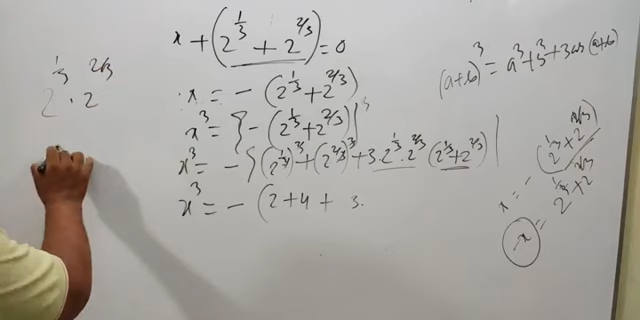 x + (2^{1/3} + 2^{2/3}) = 0
x = - (2^{1/3} + 2^{2/3})
x^3 = { - (2^{1/3} + 2^{2/3}) }^3
x^3 = - { (2^{1/3})^3 + (2^{2/3})^3 + 3·2^{1/3}·2^{2/3} (2^{1/3} + 2^{2/3}) }
x^3 = - (2 + 4 + 3.
2^{1/3} · 2^{2/3}
(a+b)^3 = a^3 + b^3 + 3ab (a+b)
x = -